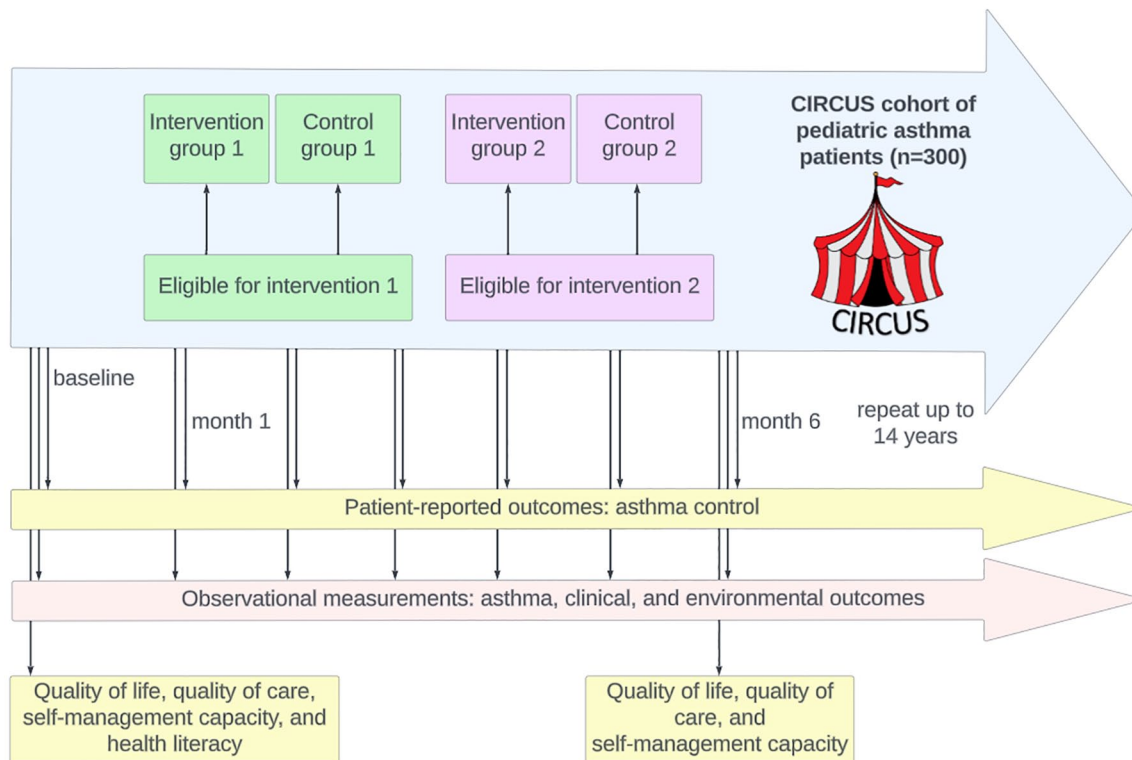 Intervention
group 1
Control
group 1
Intervention
group 2
Control
group 2
CIRCUS cohort of
pediatric asthma
patients (n=300)
Eligible for intervention 1
Eligible for intervention 2
CIRCUS
baseline
month 1
month 6
repeat up to
14 years
Patient-reported outcomes: asthma control
Observational measurements: asthma, clinical, and environmental outcomes
Quality of life, quality of care,
self-management capacity, and
health literacy
Quality of life, quality of
care, and
self-management capacity